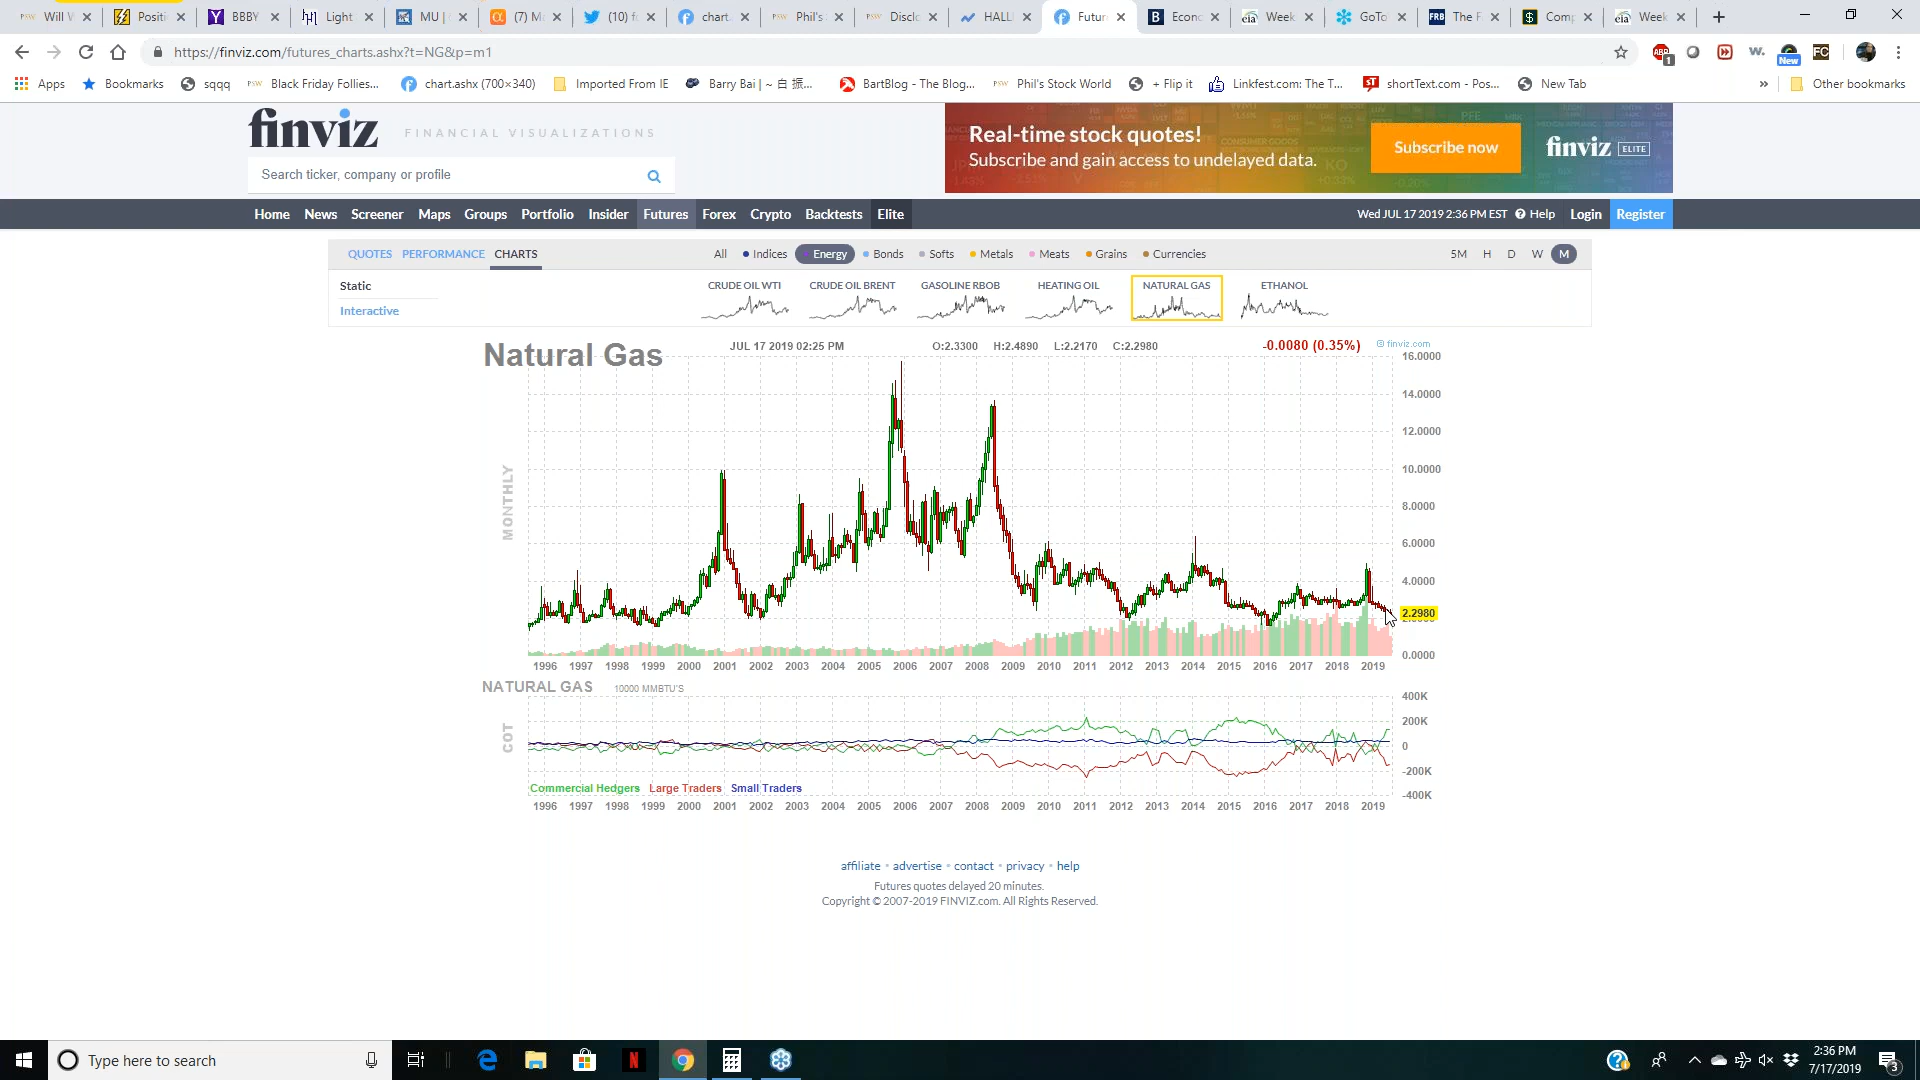 Will
Positi
BBBY
Light
MU |
(7) M
(10) f
chart.
Phil's
Discl
HALL
Futur
Econ
Week
GoTo
The F
Comp
Week
https://finviz.com/futures_charts.ashx?t=NG&p=m1
Apps Bookmarks sqqq Black Friday Follies... chart.ashx (700×340) Imported From IE Barry Bai | ~ 白 振... BartBlog - The Blog... Phil's Stock World + Flip it Linkfest.com: The T... shortText.com - Pos... New Tab » Other bookmarks
New
finviz FINANCIAL VISUALIZATIONS
Search ticker, company or profile
Real-time stock quotes!
Subscribe and gain access to undelayed data.
Subscribe now
finviz ELITE
Home News Screener Maps Groups Portfolio Insider Futures Forex Crypto Backtests Elite Wed JUL 17 2019 2:36 PM EST Help Login Register
QUOTES PERFORMANCE CHARTS All Indices Energy Bonds Softs Metals Meats Grains Currencies 5M H D W M
Static
Interactive
CRUDE OIL WTI CRUDE OIL BRENT GASOLINE RBOB HEATING OIL NATURAL GAS ETHANOL
Natural Gas JUL 17 2019 02:25 PM O:2.3300 H:2.4890 L:2.2170 C:2.2980 -0.0080 (0.35%) © finviz.com
16.0000
14.0000
12.0000
10.0000
8.0000
6.0000
4.0000
2.2980
0.0000
MONTHLY
1996 1997 1998 1999 2000 2001 2002 2003 2004 2005 2006 2007 2008 2009 2010 2011 2012 2013 2014 2015 2016 2017 2018 2019
NATURAL GAS 10000 MMBTU'S
400K
200K
0
-200K
-400K
COT
Commercial Hedgers Large Traders Small Traders
1996 1997 1998 1999 2000 2001 2002 2003 2004 2005 2006 2007 2008 2009 2010 2011 2012 2013 2014 2015 2016 2017 2018 2019
affiliate • advertise • contact • privacy • help
Futures quotes delayed 20 minutes.
Copyright © 2007-2019 FINVIZ.com. All Rights Reserved.
Type here to search
2:36 PM
7/17/2019
3